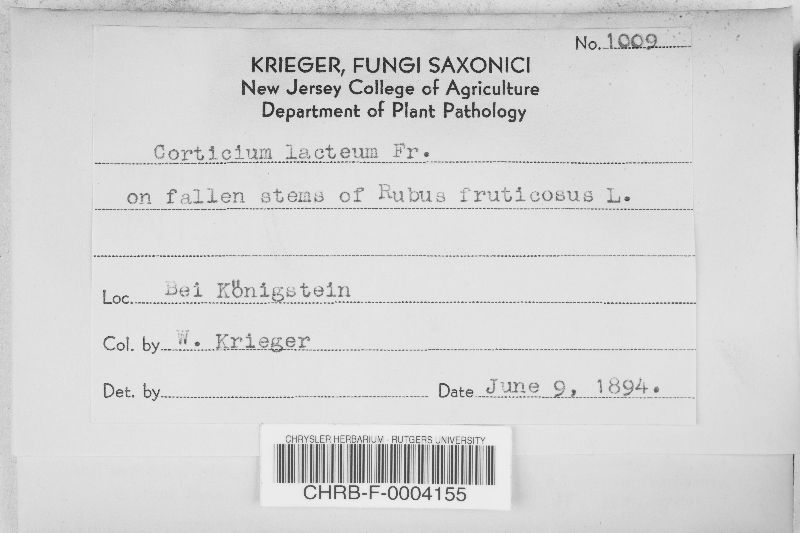 No. 1009
KRIEGER, FUNGI SAXONICI
New Jersey College of Agriculture
Department of Plant Pathology
Corticium lacteum Fr.
on fallen stems of Rubus fruticosus L.
Loc. Bei Königstein
Col. by W. Krieger
Det. by
Date June 9, 1894.
CHRYSLER HERBARIUM - RUTGERS UNIVERSITY
CHRB-F-0004155